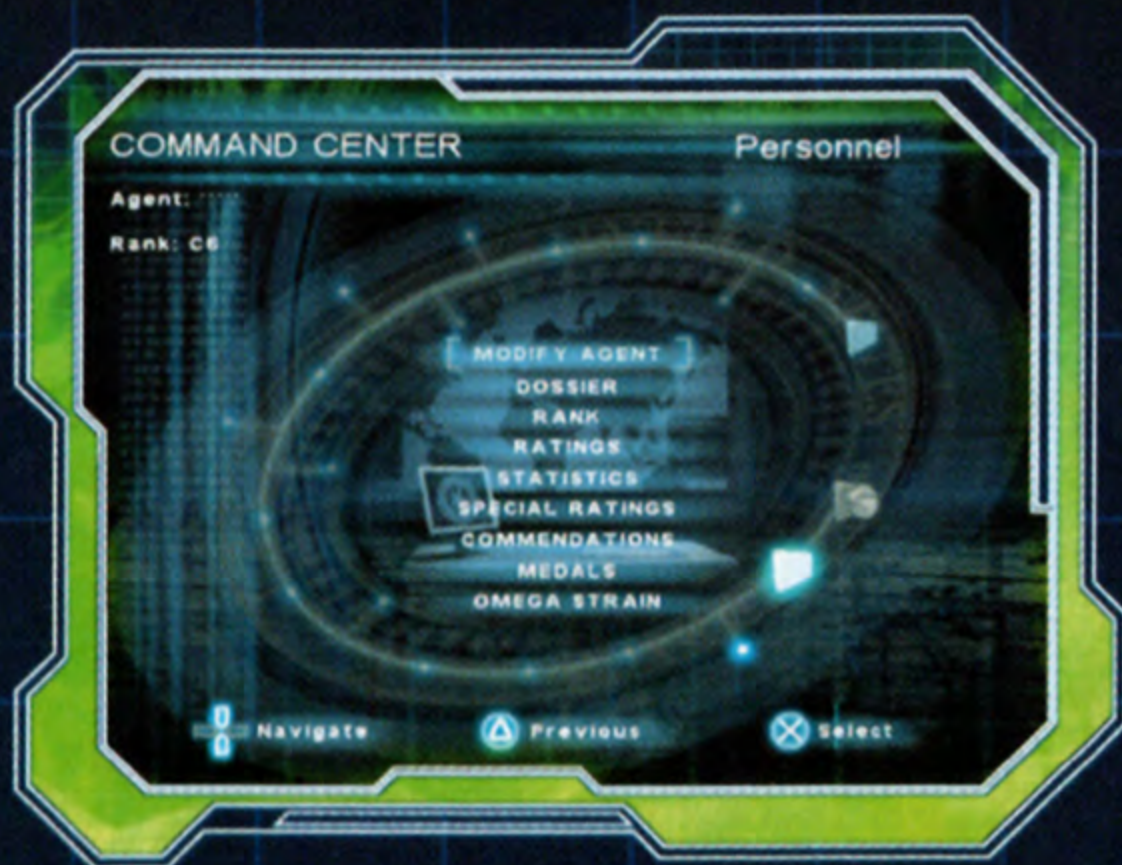 COMMAND CENTER Personnel
Agent: -----
Rank: C6
MODIFY AGENT
DOSSIER
RANK
RATINGS
STATISTICS
SPECIAL RATINGS
COMMENDATIONS
MEDALS
OMEGA STRAIN
Navigate Previous Select